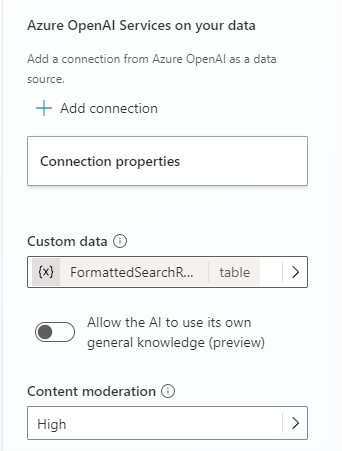 Azure OpenAI Services on your data
Add a connection from Azure OpenAI as a data
source.
+ Add connection
Connection properties
Custom data
{x} FormattedSearchR... table
Allow the AI to use its own
general knowledge (preview)
Content moderation
High